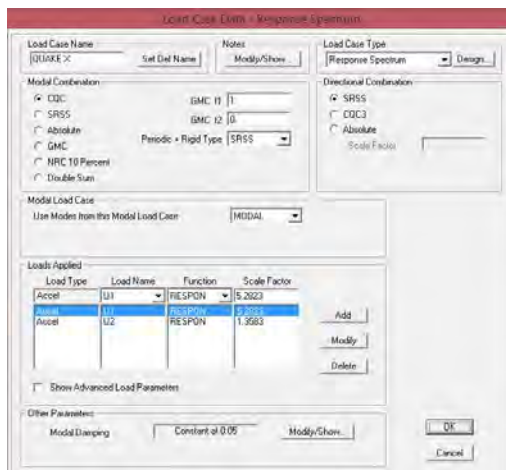 Load Case Data - Response Spectrum
Load Case Name
QUAKE X
Set Def Name
Notes
Modify/Show...
Load Case Type
Response Spectrum
Design...
Modal Combination
CQC
SRSS
Absolute
GMC
NRC 10 Percent
Double Sum
GMC f1 1.
GMC f2 0.
Periodic + Rigid Type SRSS
Directional Combination
SRSS
CQC3
Absolute
Scale Factor
Modal Load Case
Use Modes from this Modal Load Case MODAL
Loads Applied
Load Type Load Name Function Scale Factor
Accel U1 RESPON 5.2823
Accel U1 RESPON 5.2823
Accel U2 RESPON 1.3583
Add
Modify
Delete
Show Advanced Load Parameters
Other Parameters
Modal Damping Constant at 0.05 Modify/Show...
OK
Cancel